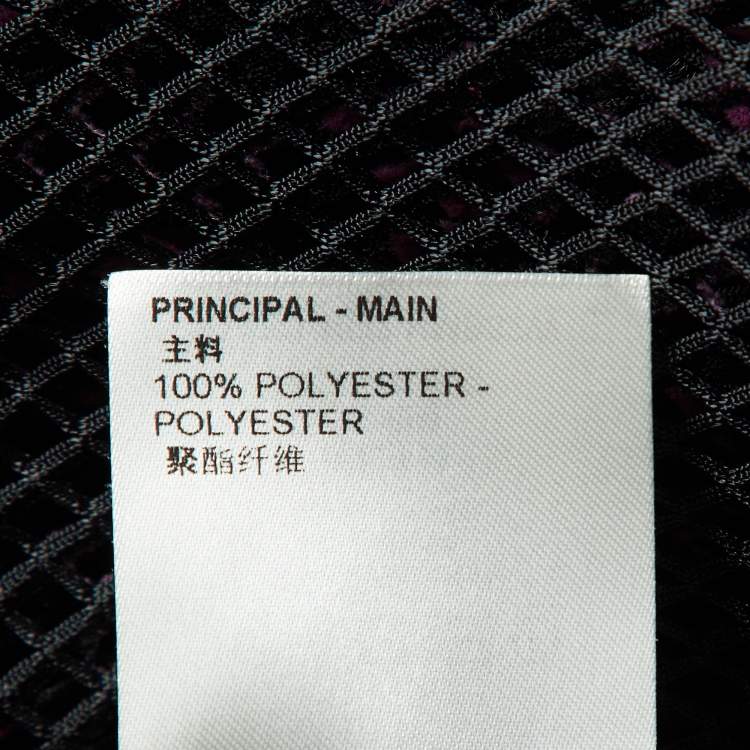 PRINCIPAL - MAIN
主料
100% POLYESTER -
POLYESTER
聚酯纤维